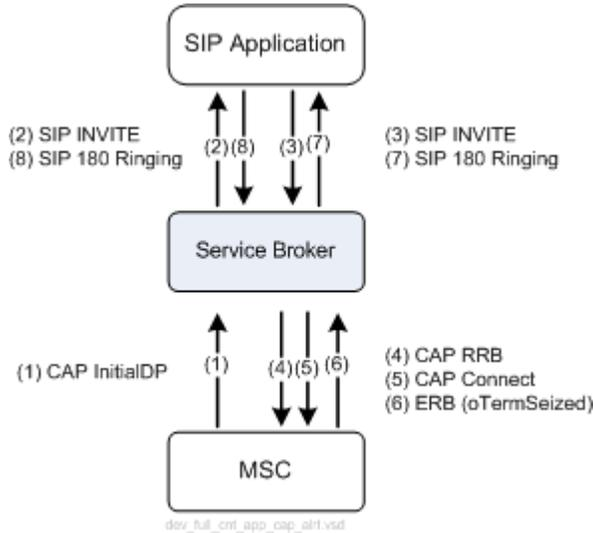 SIP Application
(2) SIP INVITE
(8) SIP 180 Ringing
(2) (8) (3) (7)
(3) SIP INVITE
(7) SIP 180 Ringing
Service Broker
(1) CAP InitialDP
(1) (4) (5) (6)
(4) CAP RRB
(5) CAP Connect
(6) ERB (oTermSeized)
MSC
dev_full_cnt_app_cap_alrt.vsd